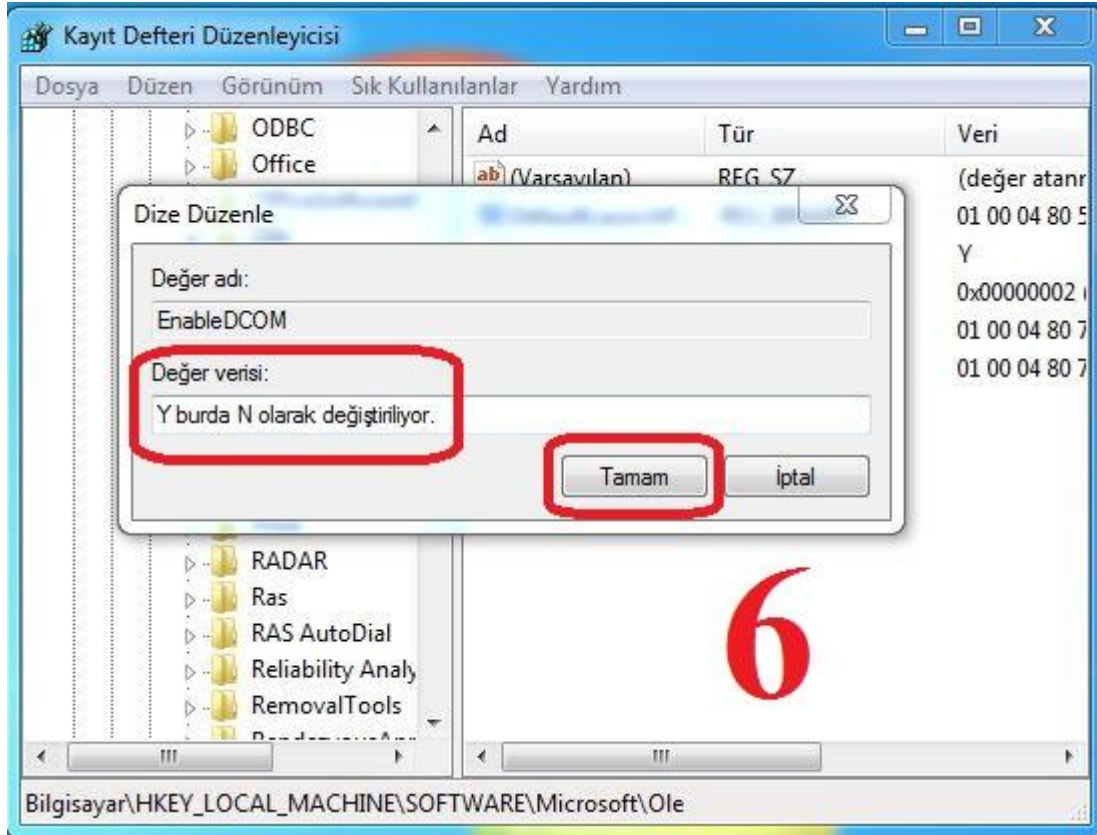 Kayıt Defteri Düzenleyicisi
Dosya Düzen Görünüm Sık Kullanılanlar Yardım
ODBC
Office
Ad Tür Veri
ab (Varsayılan) REG_SZ (değer atanm
01 00 04 80 5
Y
0x00000002 (
01 00 04 80 7
01 00 04 80 7
Dize Düzenle
Değer adı:
EnableDCOM
Değer verisi:
Y burda N olarak değiştiriliyor.
Tamam İptal
RADAR
Ras
RAS AutoDial
Reliability Analy
RemovalTools
6
Bilgisayar\HKEY_LOCAL_MACHINE\SOFTWARE\Microsoft\Ole